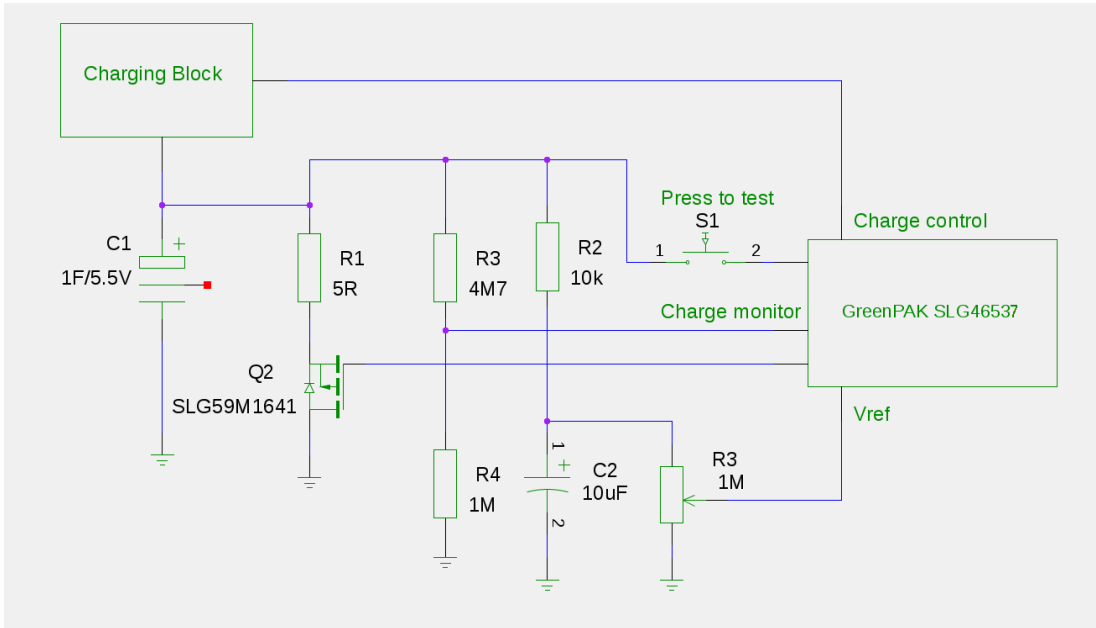 Charging Block
Press to test
S1
1
2
Charge control
C1
1F/5.5V
R1
5R
R3
4M7
R2
10k
Charge monitor
GreenPAK SLG46537
Q2
SLG59M1641
Vref
1
R4
1M
C2
10uF
2
R3
1M